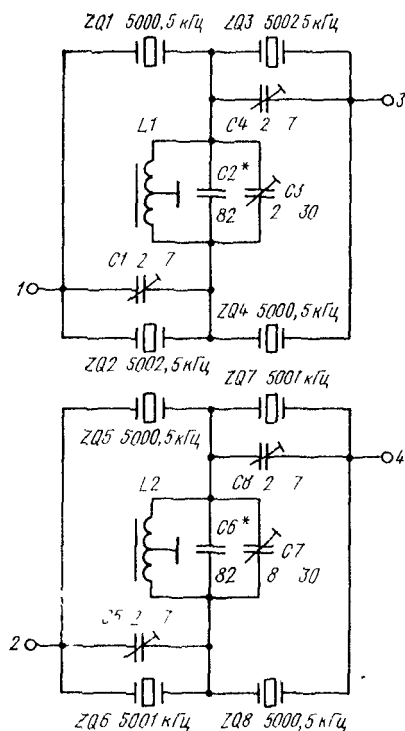 ZQ1 5000,5 кГц ZQ3 5002 5 кГц
C4 2 7
3
L1
C2* C3
82 2 30
C1 2 7
1
ZQ4 5000,5 кГц
ZQ2 5002,5 кГц ZQ7 5001 кГц
ZQ5 5000,5 кГц
C8 2 7
4
L2
C6* C7
82 8 30
C5 2 7
2
ZQ6 5001 кГц ZQ8 5000,5 кГц